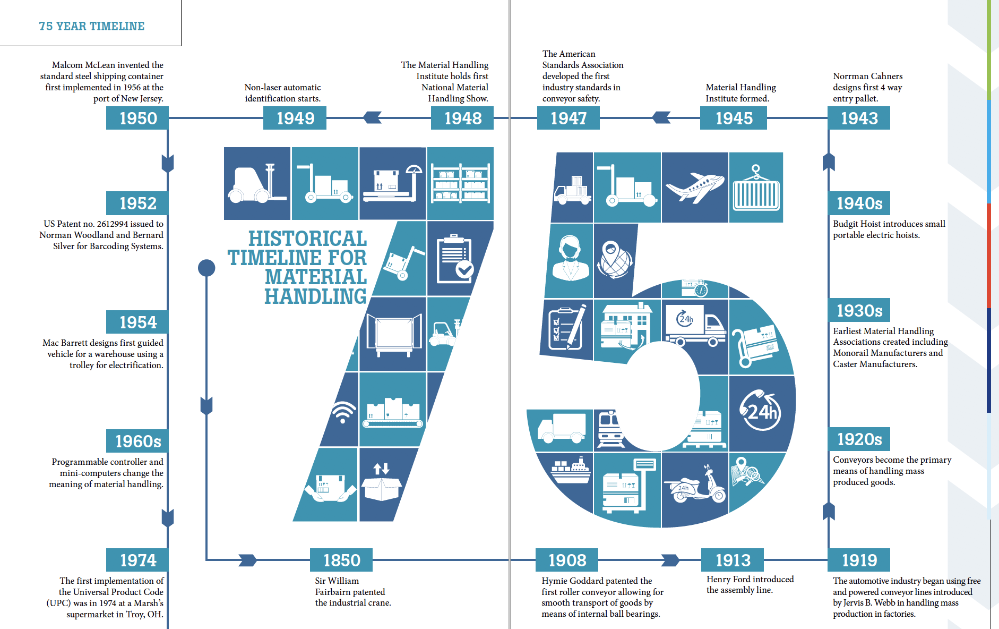 75 YEAR TIMELINE
Malcom McLean invented the
standard steel shipping container
first implemented in 1956 at the
port of New Jersey.
1950
Non-laser automatic
identification starts.
1949
The Material Handling
Institute holds first
National Material
Handling Show.
1948
The American
Standards Association
developed the first
industry standards in
conveyor safety.
1947
Material Handling
Institute formed.
1945
Norrman Cahners
designs first 4 way
entry pallet.
1943
1952
US Patent no. 2612994 issued to
Norman Woodland and Bernard
Silver for Barcoding Systems.
1954
Mac Barrett designs first guided
vehicle for a warehouse using a
trolley for electrification.
1960s
Programmable controller and
mini-computers change the
meaning of material handling.
1974
The first implementation of
the Universal Product Code
(UPC) was in 1974 at a Marsh's
supermarket in Troy, OH.
HISTORICAL
TIMELINE FOR
MATERIAL
HANDLING
75
24h
24h
24h
1940s
Budgit Hoist introduces small
portable electric hoists.
1930s
Earliest Material Handling
Associations created including
Monorail Manufacturers and
Caster Manufacturers.
1920s
Conveyors become the primary
means of handling mass
produced goods.
1850
Sir William
Fairbairn patented
the industrial crane.
1908
Hymie Goddard patented the
first roller conveyor allowing for
smooth transport of goods by
means of internal ball bearings.
1913
Henry Ford introduced
the assembly line.
1919
The automotive industry began using free
and powered conveyor lines introduced
by Jervis B. Webb in handling mass
production in factories.